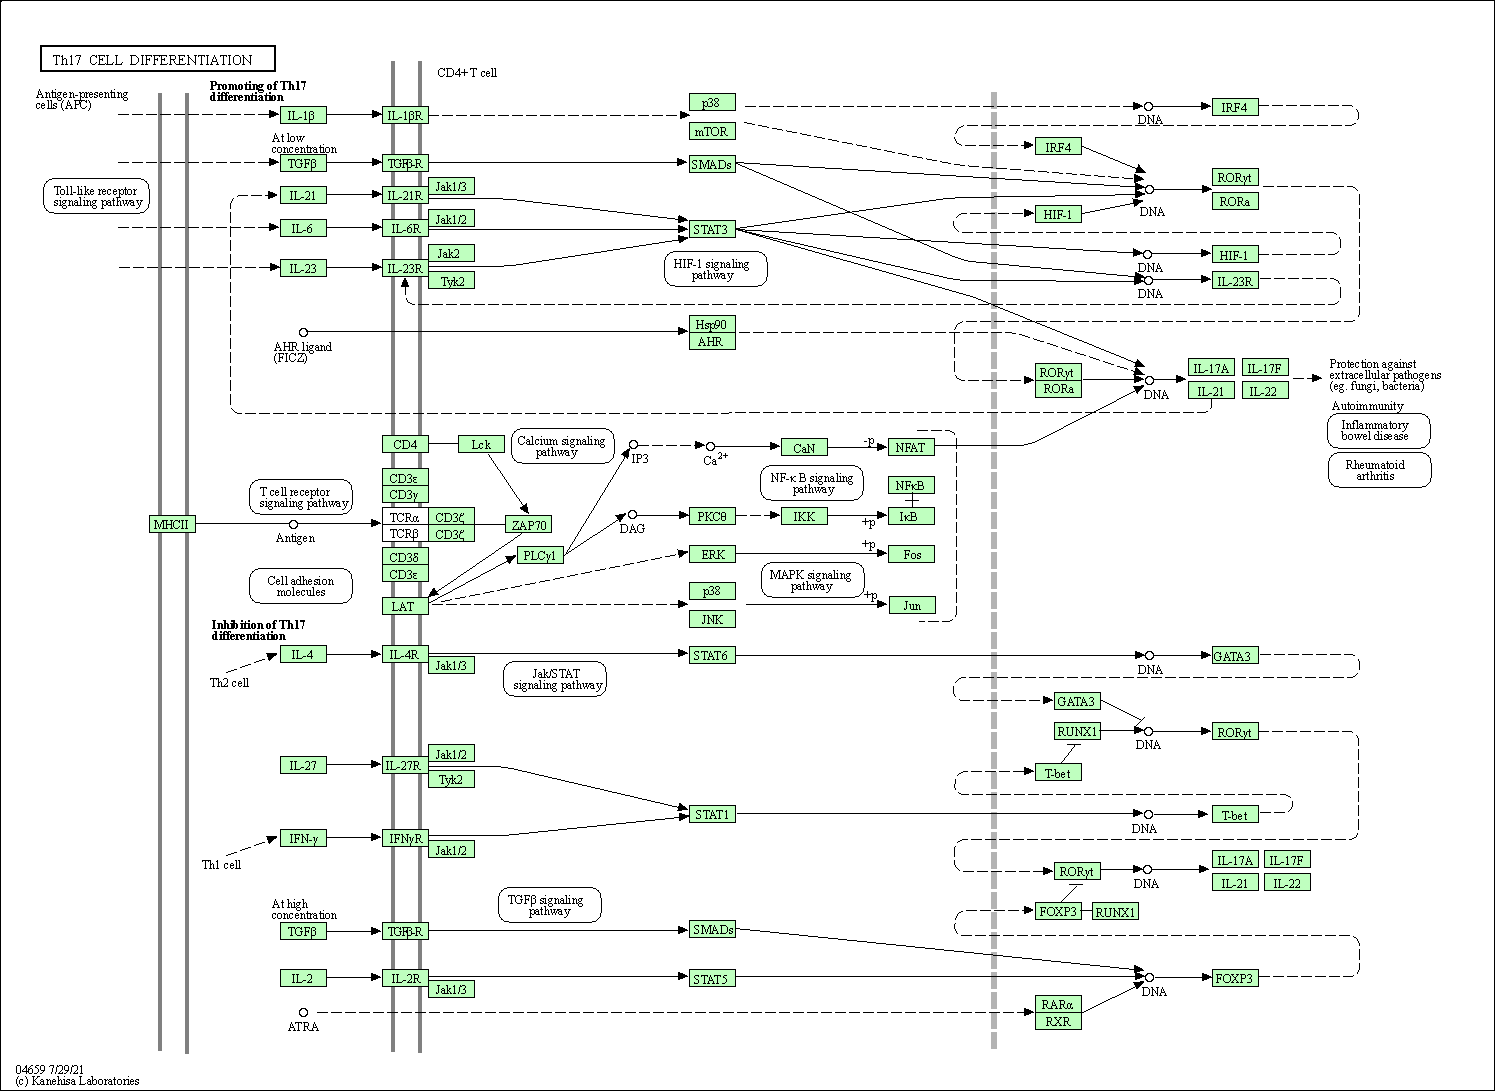 Th17 CELL DIFFERENTIATION
CD4+ T cell
Antigen-presenting
cells (APC)
Promoting of Th17
differentiation
IL-1β
IL-1βR
p38
mTOR
DNA
IRF4
IRF4
At low
concentration
TGFβ
TGFβ-R
SMADs
Toll-like receptor
signaling pathway
IL-21
IL-21R
Jak1/3
RORγt
RORa
DNA
IL-6
IL-6R
Jak1/2
STAT3
HIF-1
IL-23
IL-23R
Jak2
Tyk2
HIF-1 signaling
pathway
DNA
HIF-1
DNA
IL-23R
AHR ligand
(FICZ)
Hsp90
AHR
RORγt
RORa
DNA
IL-17A
IL-17F
IL-21
IL-22
Protection against
extracellular pathogens
(eg. fungi, bacteria)
Autoimmunity
Inflammatory
bowel disease
Rheumatoid
arthritis
CD4
Lck
Calcium signaling
pathway
IP3
Ca2+
CaN
-p
NFAT
CD3ε
CD3γ
T cell receptor
signaling pathway
NF-κB signaling
pathway
NFκB
MHCII
Antigen
TCRα
CD3ζ
TCRβ
CD3ζ
ZAP70
DAG
PKCθ
IKK
+p
IκB
PLCγ1
ERK
+p
Fos
CD3δ
CD3ε
Cell adhesion
molecules
LAT
p38
JNK
MAPK signaling
pathway
+p
Jun
Inhibition of Th17
differentiation
IL-4
IL-4R
Jak1/3
Th2 cell
Jak/STAT
signaling pathway
STAT6
DNA
GATA3
GATA3
RUNX1
DNA
RORγt
T-bet
IL-27
IL-27R
Jak1/2
Tyk2
STAT1
DNA
T-bet
Th1 cell
IFN-γ
IFNγR
Jak1/2
RORγt
DNA
IL-17A
IL-17F
IL-21
IL-22
FOXP3
RUNX1
At high
concentration
TGFβ
TGFβ-R
TGFβ signaling
pathway
SMADs
IL-2
IL-2R
Jak1/3
STAT5
DNA
FOXP3
ATRA
RARα
RXR
04659 7/29/21
(c) Kanehisa Laboratories